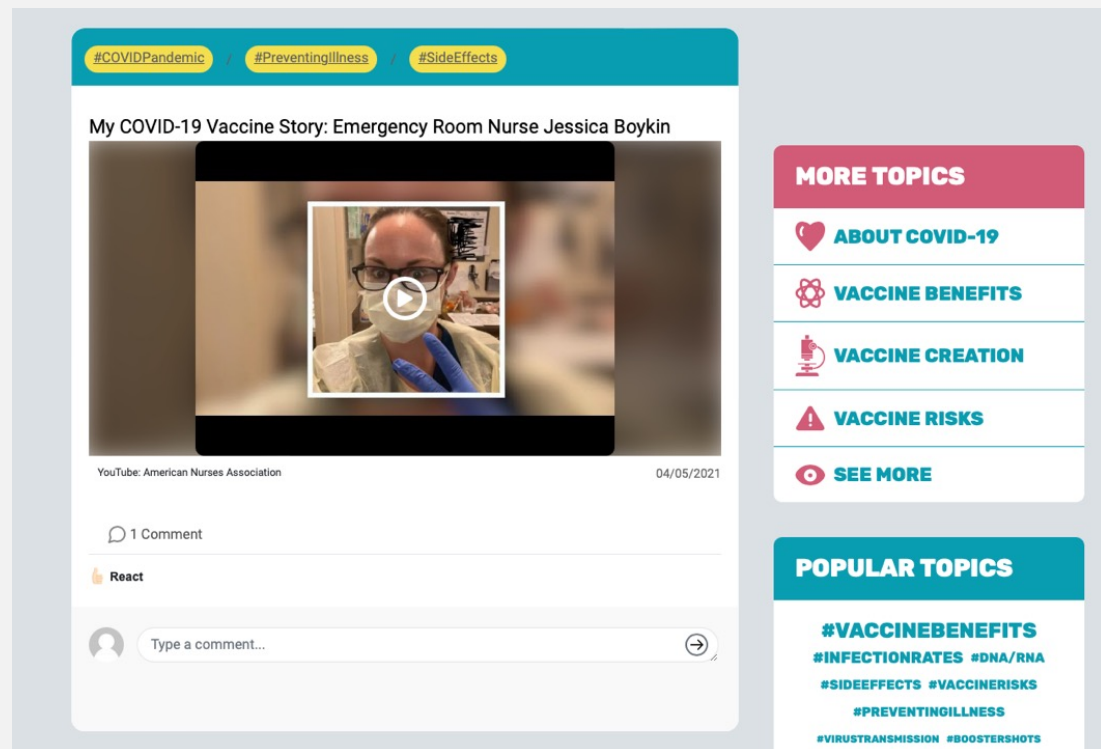 #COVIDPandemic / #PreventingIllness / #SideEffects
My COVID-19 Vaccine Story: Emergency Room Nurse Jessica Boykin
YouTube: American Nurses Association 04/05/2021
1 Comment
React
Type a comment...
MORE TOPICS
ABOUT COVID-19
VACCINE BENEFITS
VACCINE CREATION
VACCINE RISKS
SEE MORE
POPULAR TOPICS
#VACCINEBENEFITS
#INFECTIONRATES #DNA/RNA
#SIDEEFFECTS #VACCINERISKS
#PREVENTINGILLNESS
#VIRUSTRANSMISSION #BOOSTERSHOTS